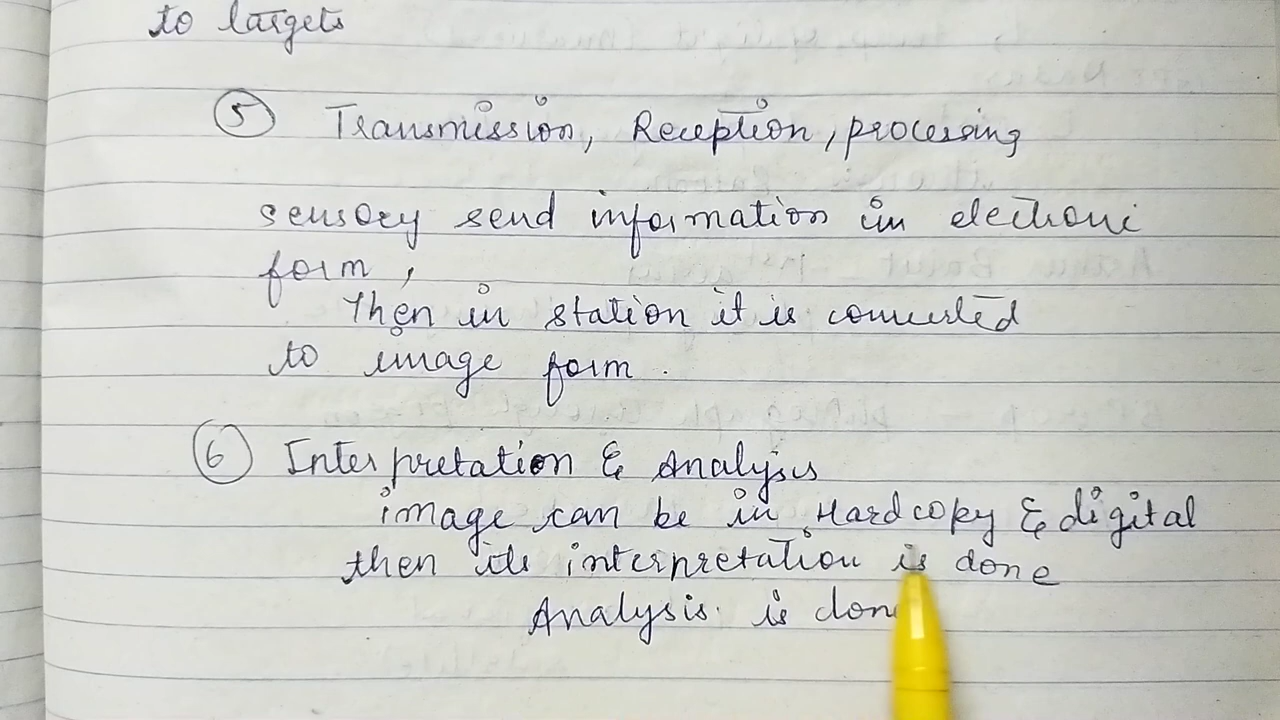 to targets
⑤ Transmission, Reception, processing
sensory send information in electronic
form,
Then in station it is converted
to image form.
⑥ Interpretation & Analysis
image can be in Hardcopy & digital
then its interpretation is done
Analysis is done